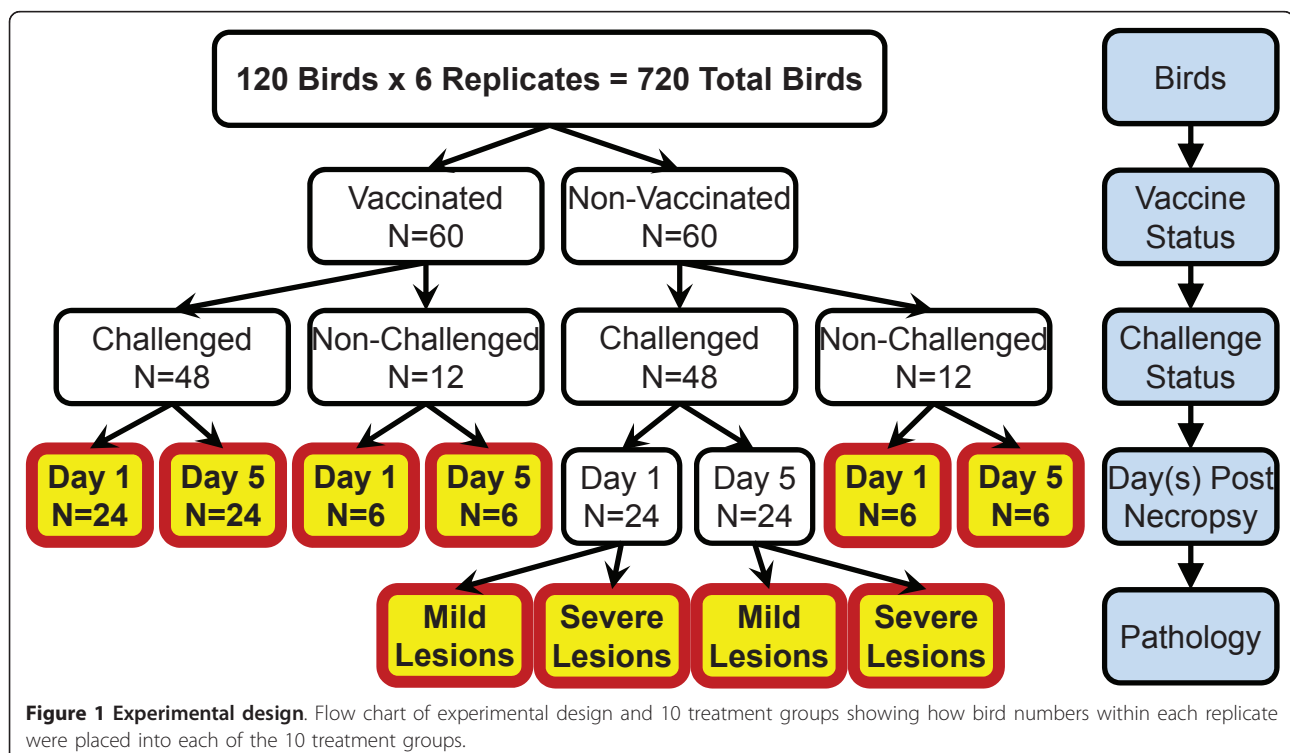 120 Birds x 6 Replicates = 720 Total Birds
Birds
Vaccinated
N=60
Non-Vaccinated
N=60
Vaccine
Status
Challenged
N=48
Non-Challenged
N=12
Challenged
N=48
Non-Challenged
N=12
Challenge
Status
Day 1
N=24
Day 5
N=24
Day 1
N=6
Day 5
N=6
Day 1
N=24
Day 5
N=24
Day 1
N=6
Day 5
N=6
Day(s) Post
Necropsy
Mild
Lesions
Severe
Lesions
Mild
Lesions
Severe
Lesions
Pathology
Figure 1 Experimental design. Flow chart of experimental design and 10 treatment groups showing how bird numbers within each replicate
were placed into each of the 10 treatment groups.